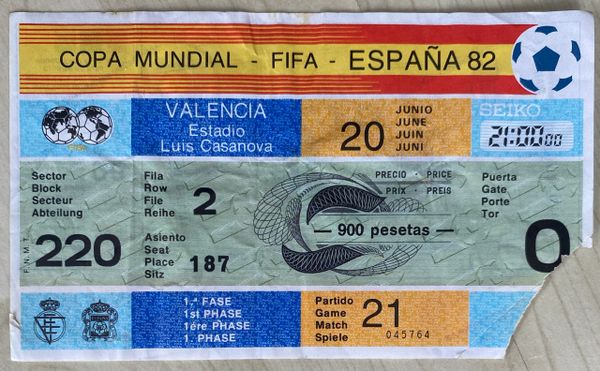 COPA MUNDIAL - FIFA - ESPAÑA 82
FIFA
VALENCIA
Estadio
Luis Casanova
20
JUNIO
JUNE
JUIN
JUNI
SEIKO
21:00:00
Sector
Block
Secteur
Abteilung
220
F.N.M.T.
Fila
Row
File
Reihe
2
Asiento
Seat
Place
Sitz
187
PRECIO - PRICE
PRIX - PREIS
900 pesetas
Puerta
Gate
Porte
Tor
0
1.ª FASE
1st PHASE
1ére PHASE
1. PHASE
Partido
Game
Match
Spiele
21
045764